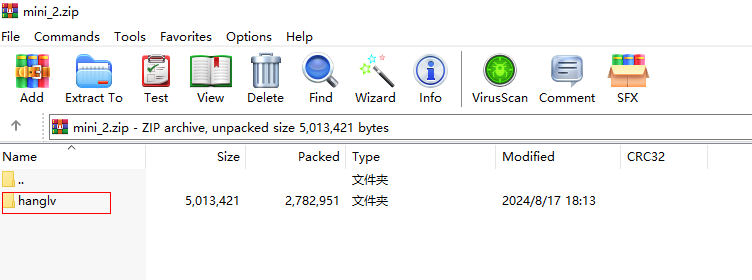 mini_2.zip
File Commands Tools Favorites Options Help
Add Extract To Test View Delete Find Wizard Info VirusScan Comment SFX
mini_2.zip - ZIP archive, unpacked size 5,013,421 bytes
Name Size Packed Type Modified CRC32
.. 文件夹
hanglv 5,013,421 2,782,951 文件夹 2024/8/17 18:13